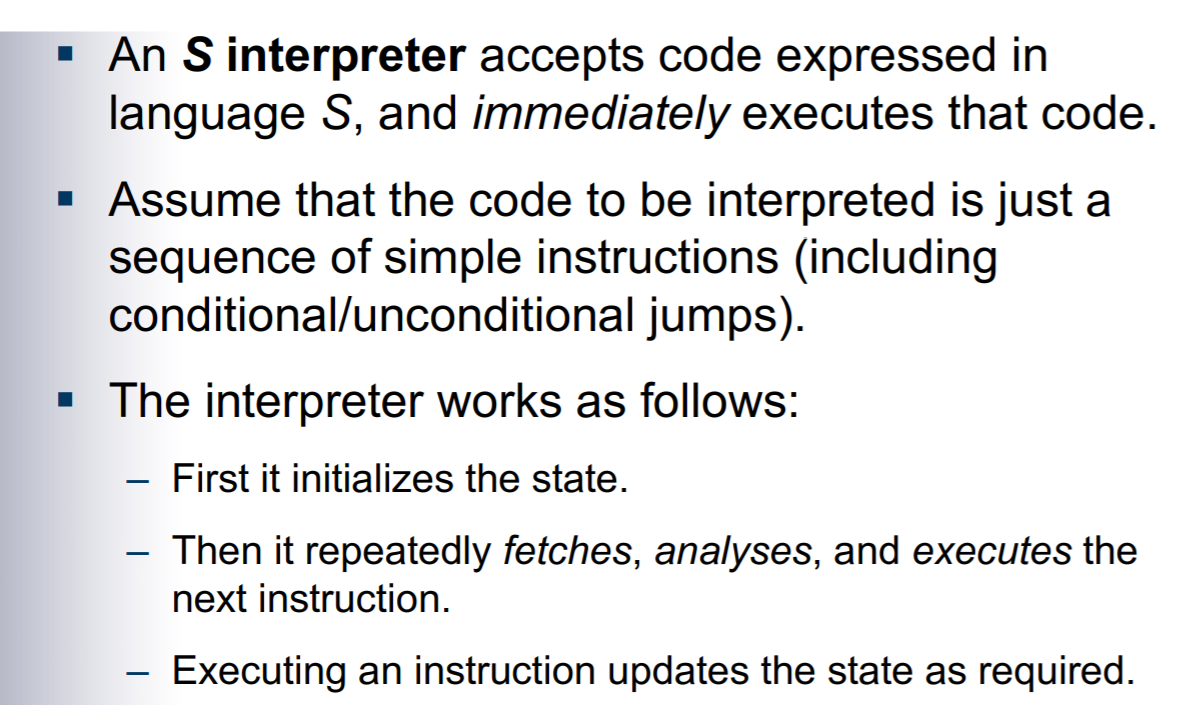 ▪ An S interpreter accepts code expressed in
language S, and immediately executes that code.
▪ Assume that the code to be interpreted is just a
sequence of simple instructions (including
conditional/unconditional jumps).
▪ The interpreter works as follows:
– First it initializes the state.
– Then it repeatedly fetches, analyses, and executes the
next instruction.
– Executing an instruction updates the state as required.